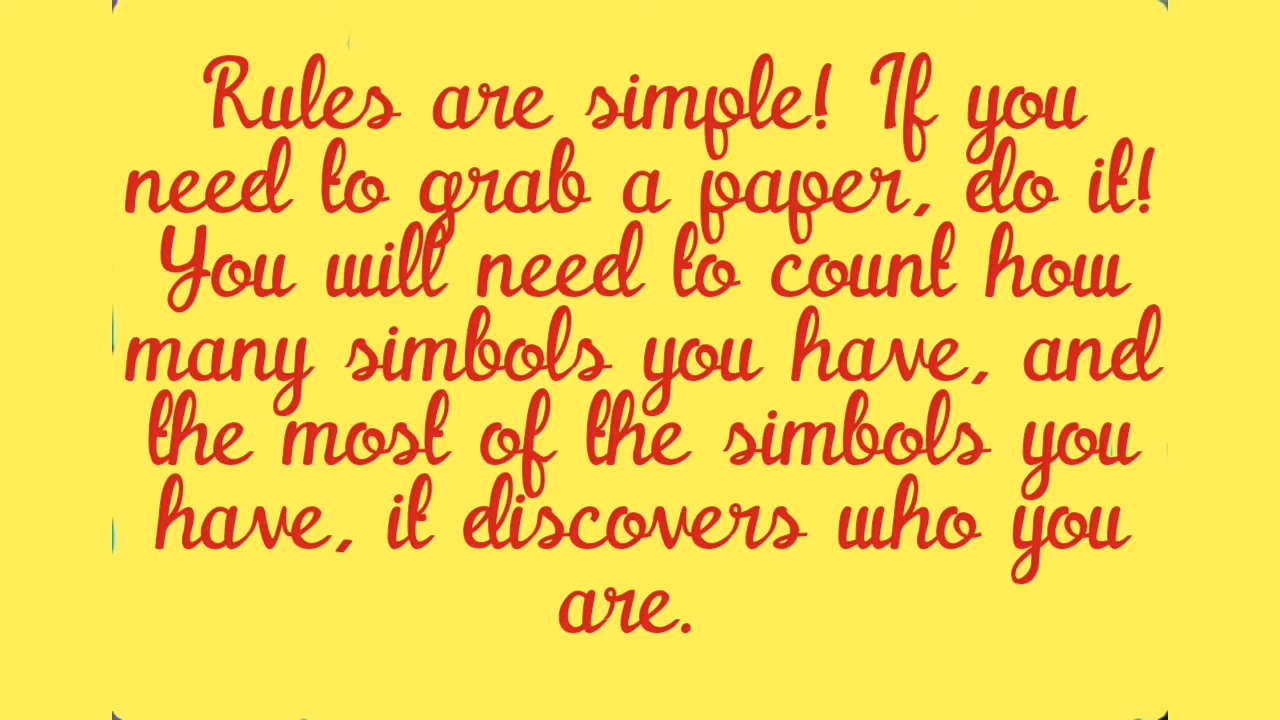 Rules are simple! If you
need to grab a paper, do it!
You will need to count how
many simbols you have, and
the most of the simbols you
have, it discovers who you
are.